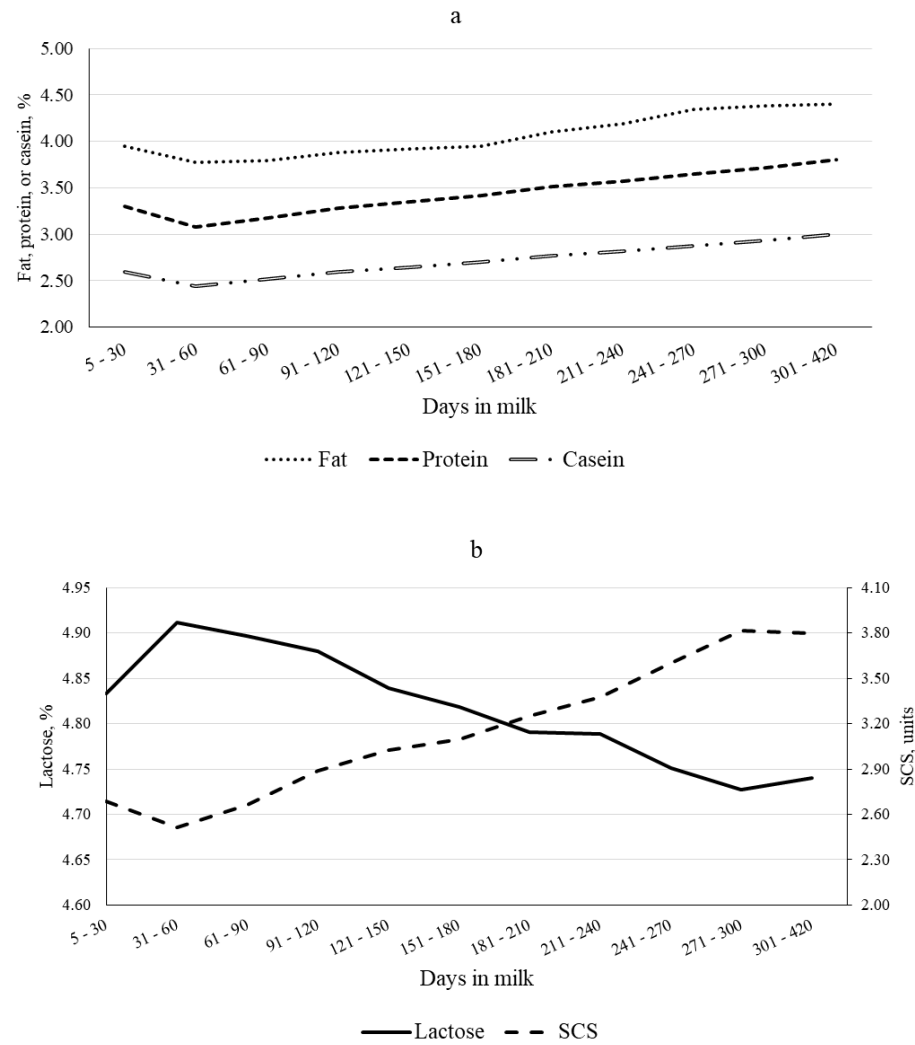 a
Fat, protein, or casein, %
5.00
4.50
4.00
3.50
3.00
2.50
2.00
5 - 30
31 - 60
61 - 90
91 - 120
121 - 150
151 - 180
181 - 210
211 - 240
241 - 270
271 - 300
301 - 420
Days in milk
Fat Protein Casein
b
Lactose, %
4.95
4.90
4.85
4.80
4.75
4.70
4.65
4.60
4.10
3.80
3.50
3.20
2.90
2.60
2.30
2.00
SCS, units
5 - 30
31 - 60
61 - 90
91 - 120
121 - 150
151 - 180
181 - 210
211 - 240
241 - 270
271 - 300
301 - 420
Days in milk
Lactose SCS